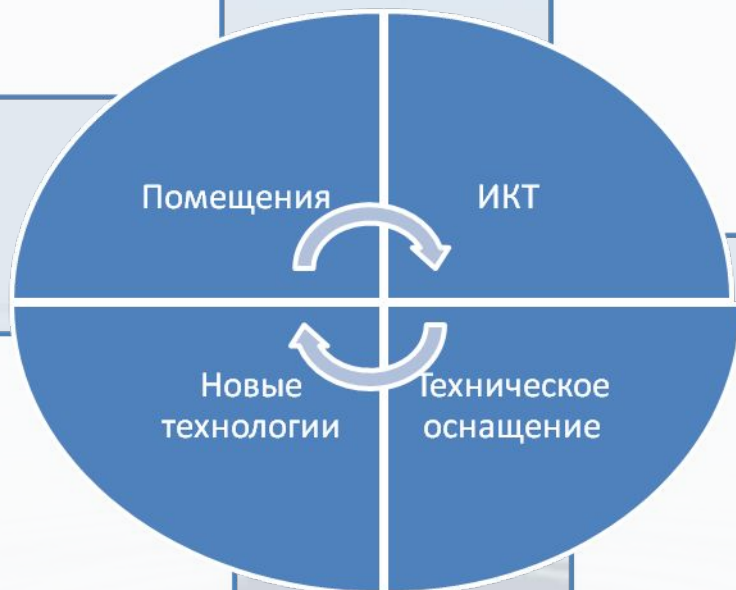 Помещения
ИКТ
Новые
технологии
Техническое
оснащение